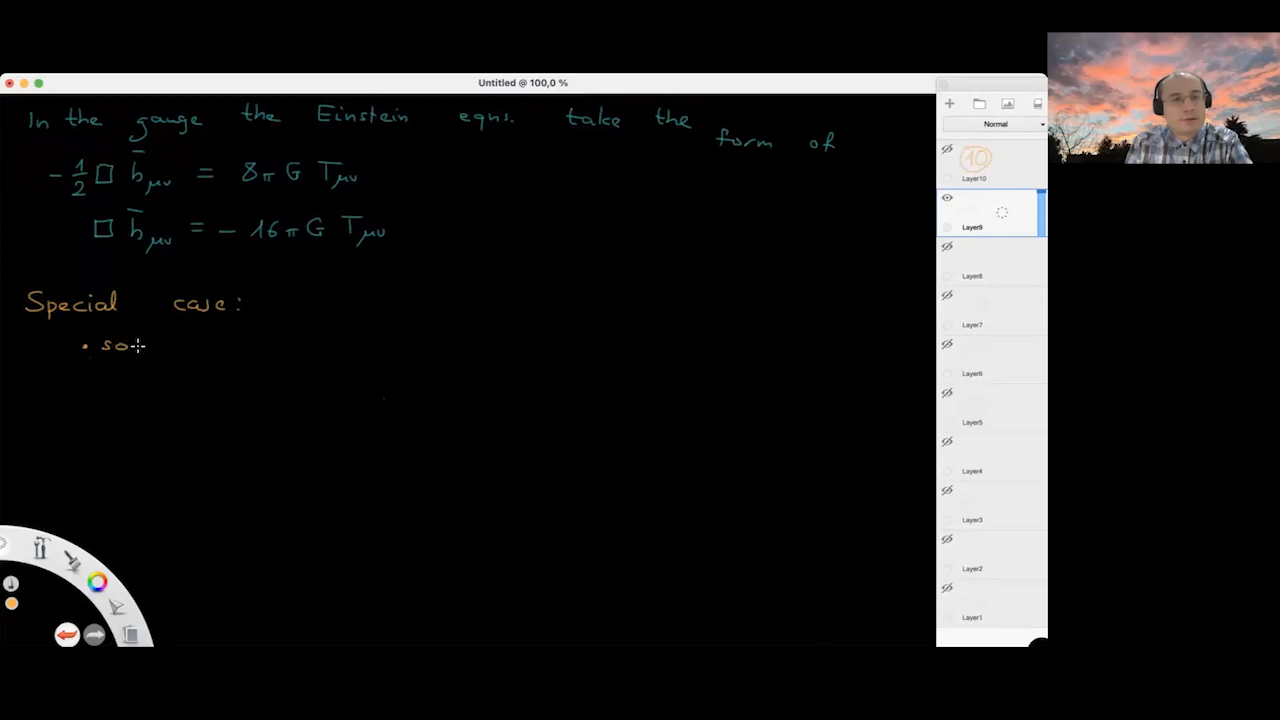 Untitled @ 100,0 %
In the gauge the Einstein eqns. take the form of
-1/2 □ h̄μν = 8π G Tμν
□ h̄μν = - 16π G Tμν
Special case:
• so
Normal
10
Layer10
Layer9
Layer8
Layer7
Layer6
Layer5
Layer4
Layer3
Layer2
Layer1